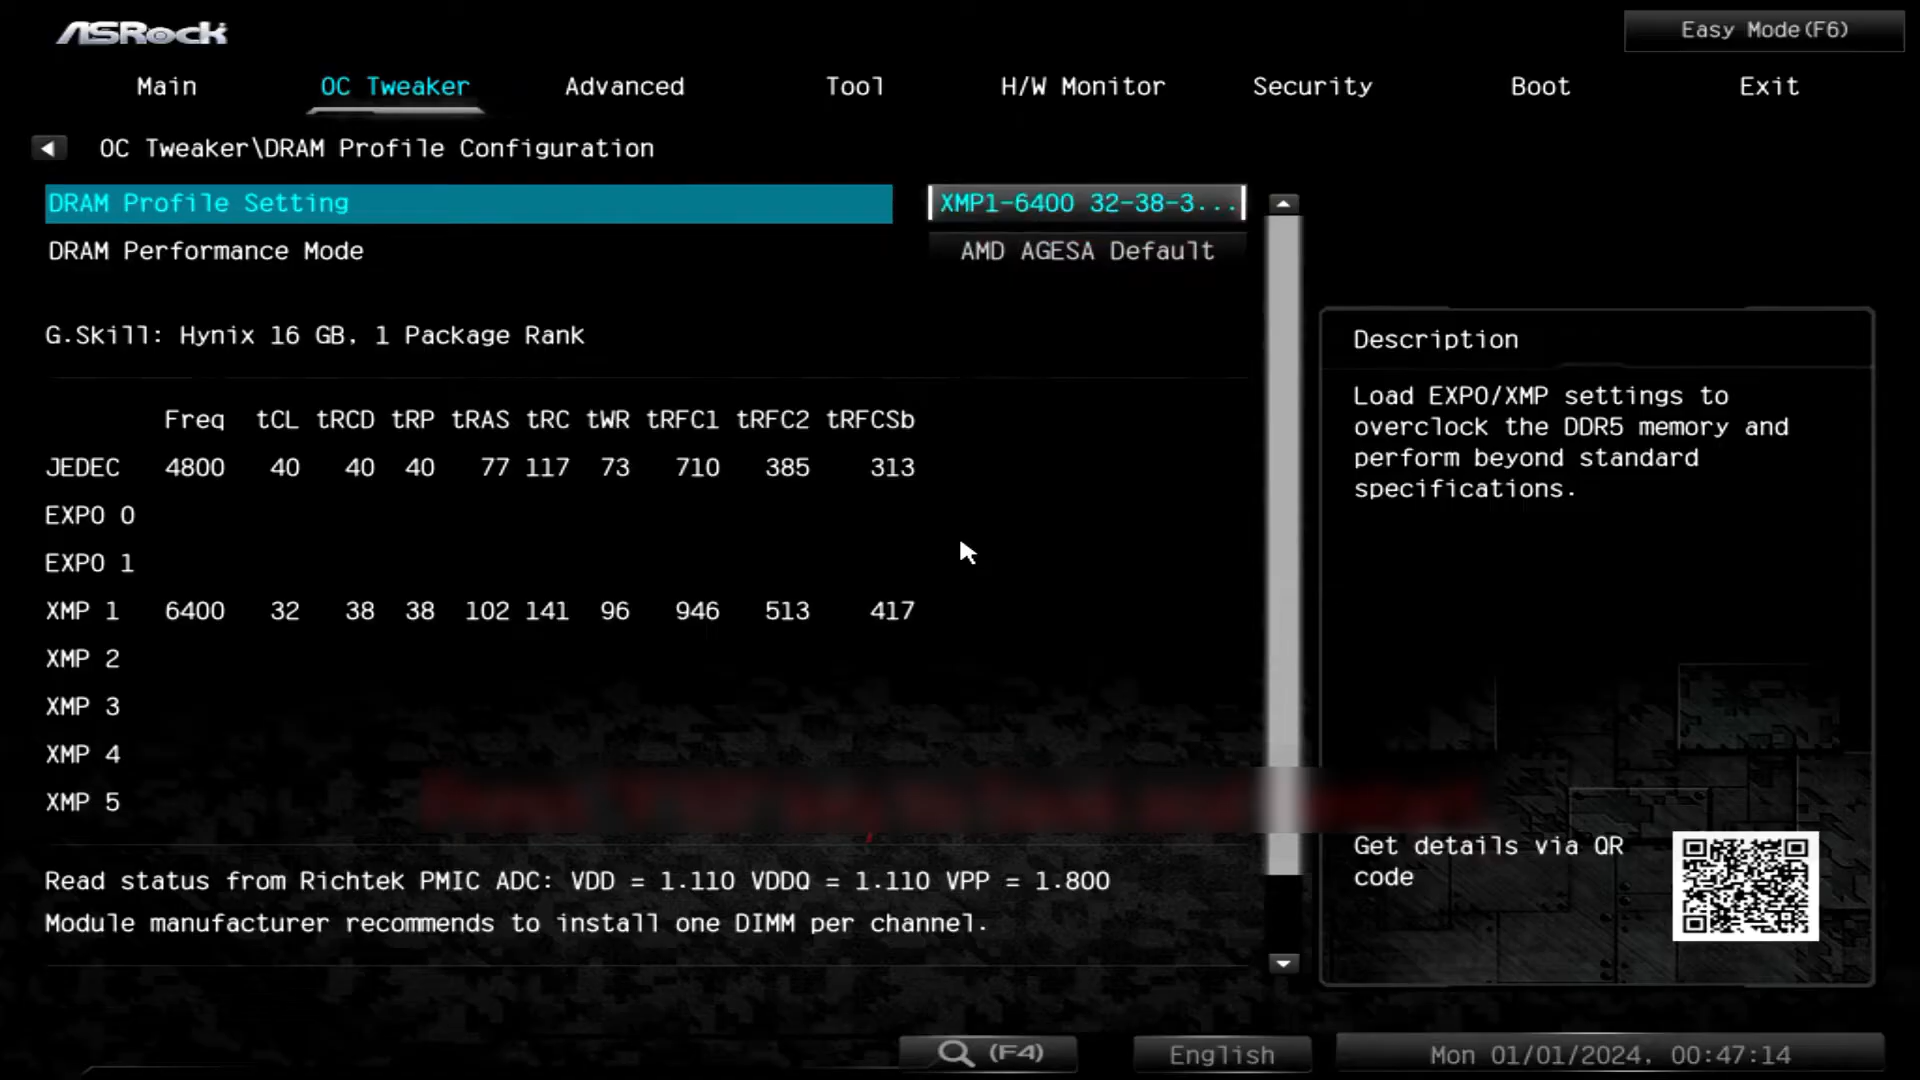 ASRock
Easy Mode(F6)
Main OC Tweaker Advanced Tool H/W Monitor Security Boot Exit
OC Tweaker\DRAM Profile Configuration
DRAM Profile Setting XMP1-6400 32-38-3...
DRAM Performance Mode AMD AGESA Default
G.Skill: Hynix 16 GB, 1 Package Rank
Freq tCL tRCD tRP tRAS tRC tWR tRFC1 tRFC2 tRFCSb
JEDEC 4800 40 40 40 77 117 73 710 385 313
EXPO 0
EXPO 1
XMP 1 6400 32 38 38 102 141 96 946 513 417
XMP 2
XMP 3
XMP 4
XMP 5
Read status from Richtek PMIC ADC: VDD = 1.110 VDDQ = 1.110 VPP = 1.800
Module manufacturer recommends to install one DIMM per channel.
Description
Load EXPO/XMP settings to
overclock the DDR5 memory and
perform beyond standard
specifications.
Get details via QR
code
(F4)
English
Mon 01/01/2024, 00:47:14